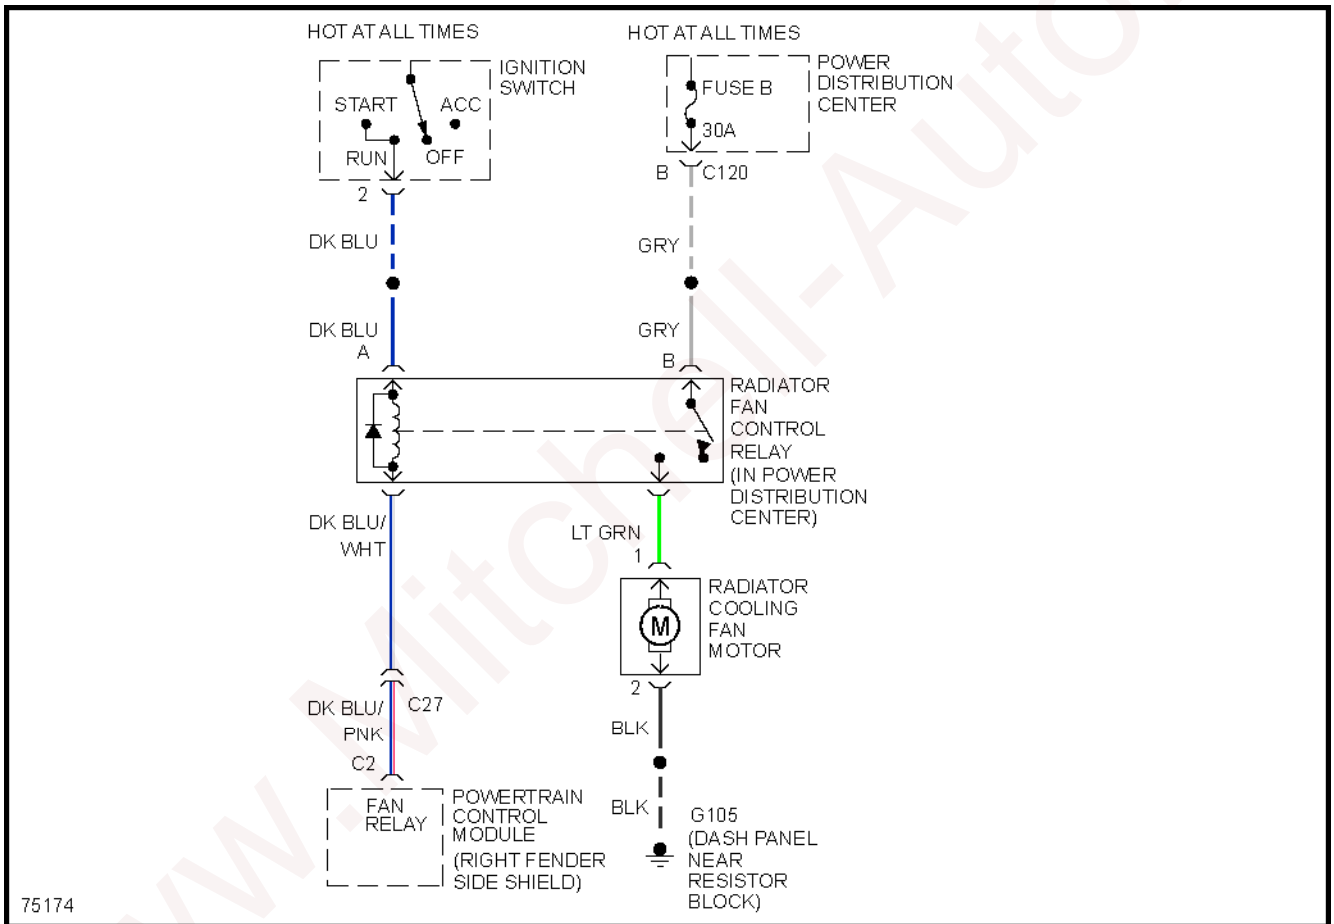 HOT AT ALL TIMES
HOT AT ALL TIMES
IGNITION
SWITCH
START
ACC
RUN
OFF
2
POWER
DISTRIBUTION
CENTER
FUSE B
30A
B
C120
DK BLU
GRY
DK BLU
A
GRY
B
RADIATOR
FAN
CONTROL
RELAY
(IN POWER
DISTRIBUTION
CENTER)
DK BLU/
WHT
LT GRN
1
RADIATOR
COOLING
FAN
MOTOR
M
2
C27
DK BLU/
PNK
C2
BLK
BLK
FAN
RELAY
POWERTRAIN
CONTROL
MODULE
(RIGHT FENDER
SIDE SHIELD)
G105
(DASH PANEL
NEAR
RESISTOR
BLOCK)
75174
www.Mitchell-Auto